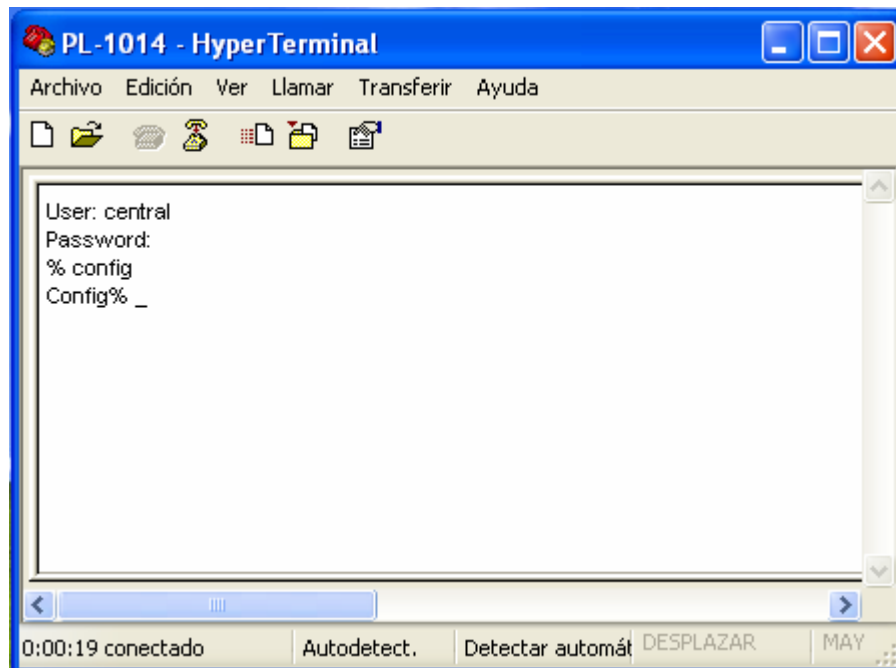 PL-1014 - HyperTerminal
Archivo Edición Ver Llamar Transferir Ayuda
User: central
Password:
% config
Config% _
0:00:19 conectado Autodetect. Detectar automát DESPLAZAR MAY